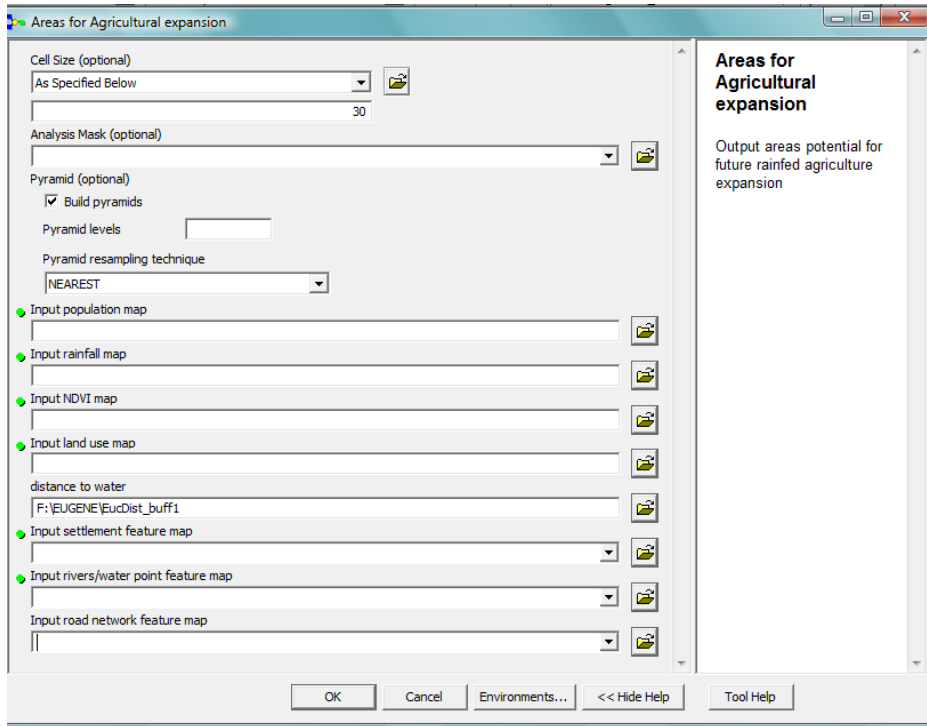 Areas for Agricultural expansion
Cell Size (optional)
As Specified Below
30
Analysis Mask (optional)
Pyramid (optional)
Build pyramids
Pyramid levels
Pyramid resampling technique
NEAREST
Input population map
Input rainfall map
Input NDVI map
Input land use map
distance to water
F:\EUGENE\EucDist_buff1
Input settlement feature map
Input rivers/water point feature map
Input road network feature map
OK
Cancel
Environments...
<< Hide Help
Tool Help
Areas for
Agricultural
expansion
Output areas potential for
future rainfed agriculture
expansion